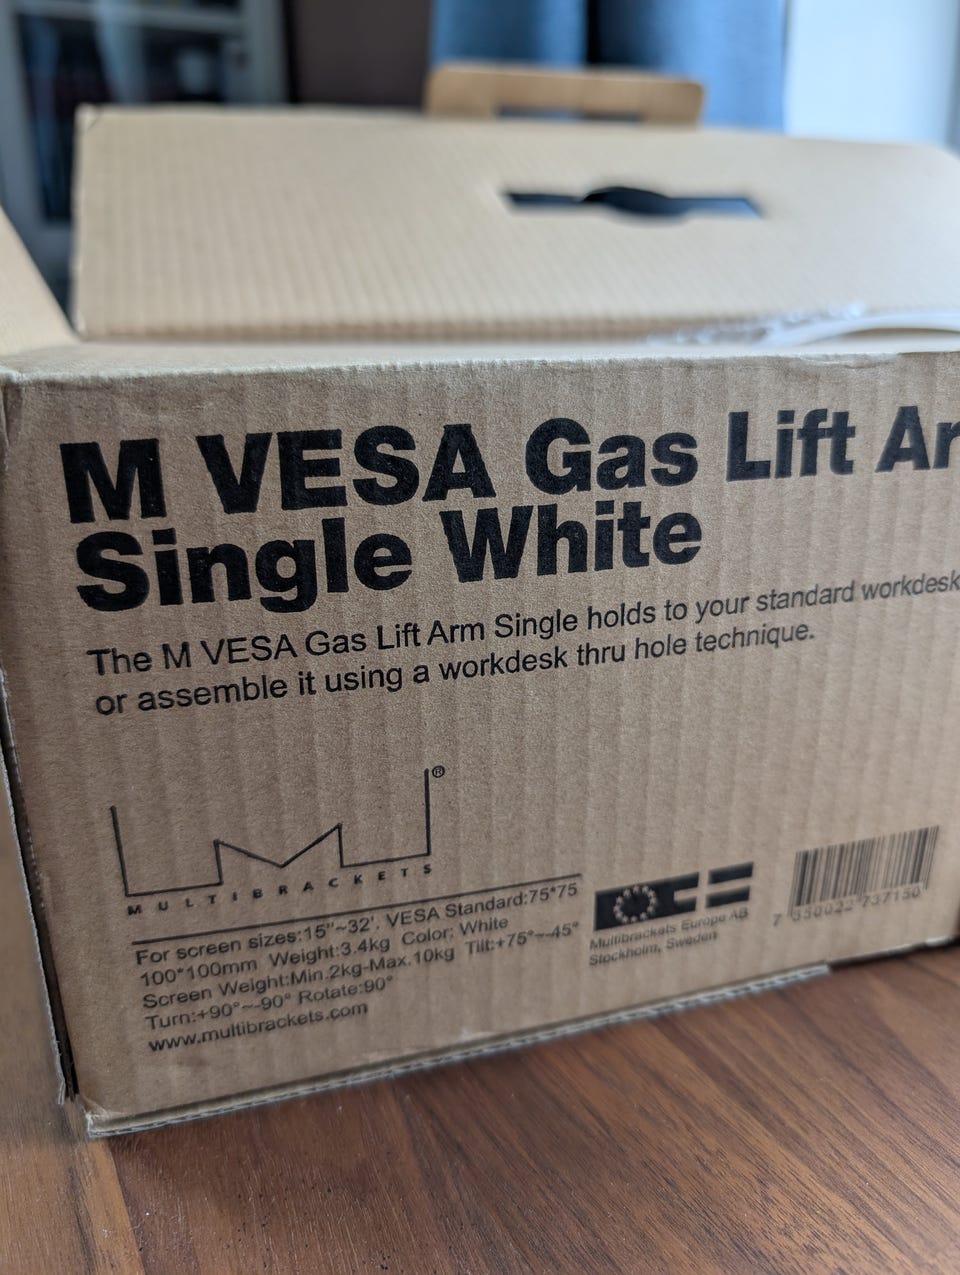 M VESA Gas Lift Ar
Single White
The M VESA Gas Lift Arm Single holds to your standard workdesk
or assemble it using a workdesk thru hole technique.
®
MULTIBRACKETS
For screen sizes:15"~32'. VESA Standard:75*75
100*100mm Weight:3.4kg Color: White
Screen Weight:Min.2kg-Max.10kg Tilt:+75°~-45°
Turn:+90°~-90° Rotate:90°
www.multibrackets.com
Multibrackets Europe AB
Stockholm, Sweden
7 350022 737150